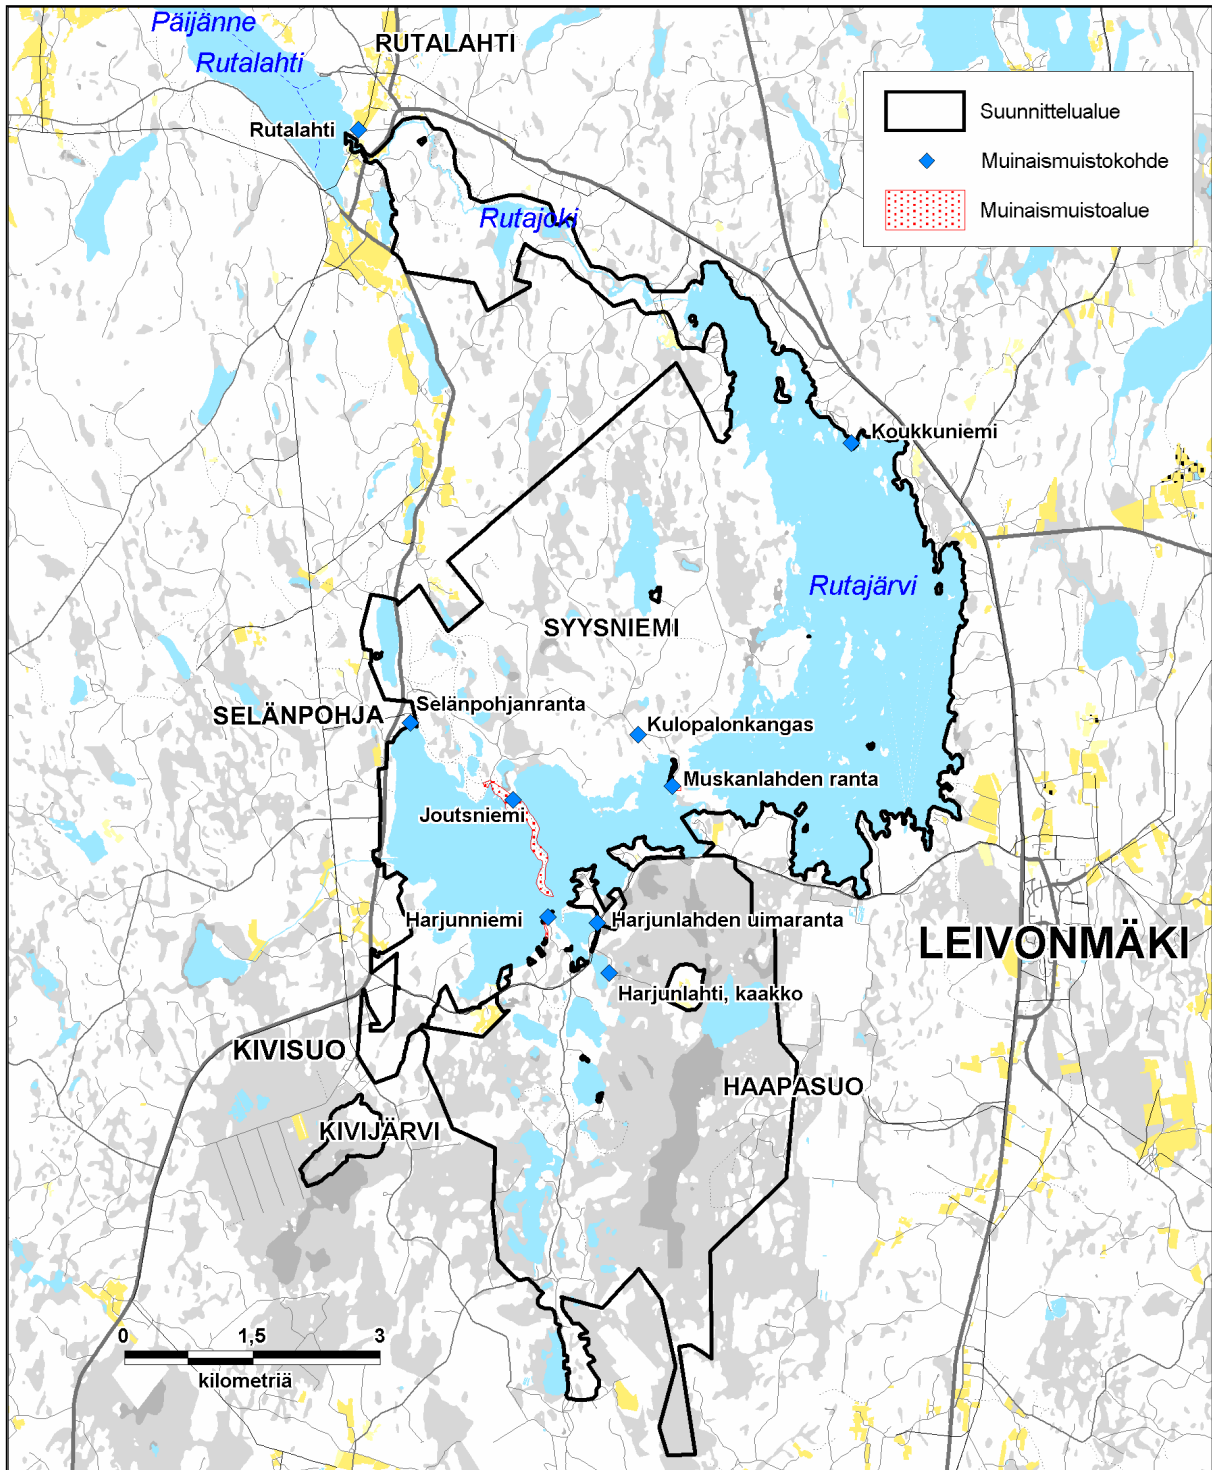 Päijänne
Rutalahti
RUTALAHTI
Rutalahti
Suunnittelualue
Muinaismuistokohde
Muinaismuistoalue
Rutajoki
Koukkuniemi
Rutajärvi
SYYSNIEMI
Selänpohjanranta
SELÄNPOHJA
Kulopalonkangas
Muskanlahden ranta
Joutsniemi
Harjunniemi
Harjunlahden uimaranta
LEIVONMÄKI
Harjunlahti, kaakko
KIVISUO
HAAPASUO
KIVIJÄRVI
0 1,5 3
kilometriä